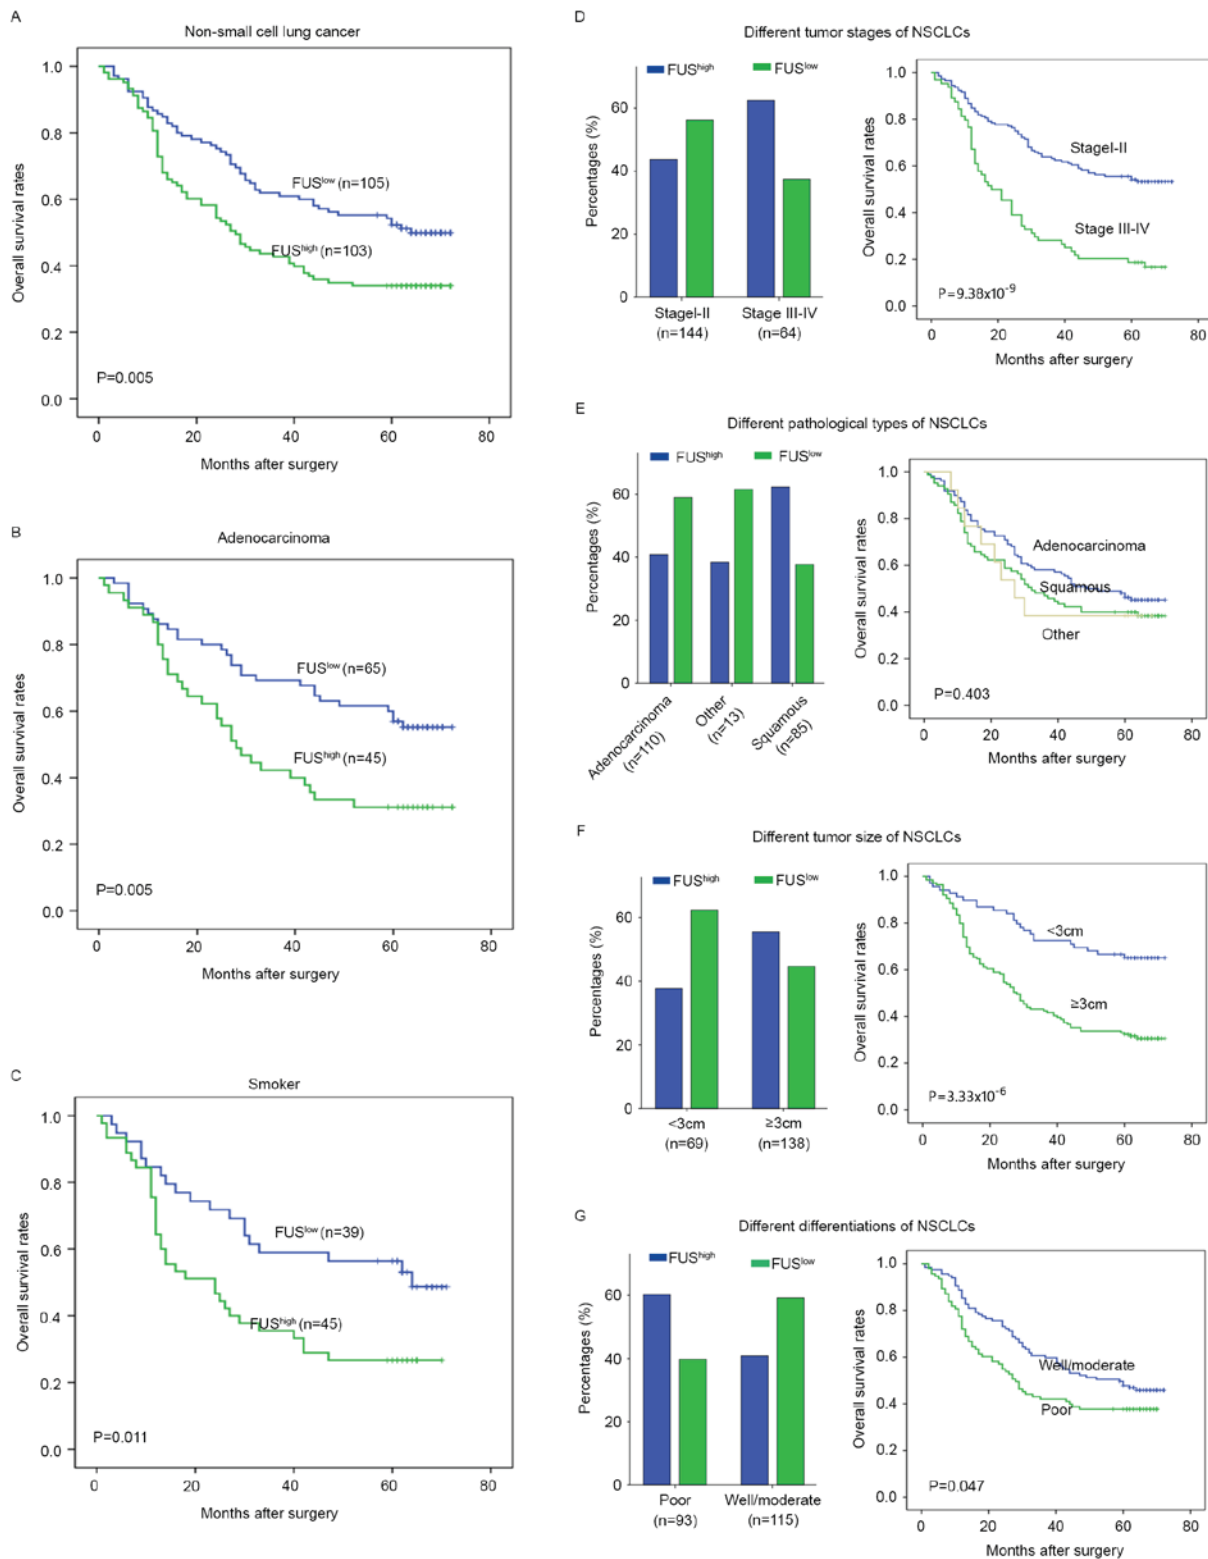 A
Non-small cell lung cancer
Overall survival rates
1.0
0.8
0.6
0.4
0.2
0.0
FUSlow (n=105)
FUShigh (n=103)
P=0.005
0 20 40 60 80
Months after surgery
B
Adenocarcinoma
Overall survival rates
1.0
0.8
0.6
0.4
0.2
0.0
FUSlow (n=65)
FUShigh (n=45)
P=0.005
0 20 40 60 80
Months after surgery
C
Smoker
Overall survival rates
1.0
0.8
0.6
0.4
0.2
0.0
FUSlow (n=39)
FUShigh (n=45)
P=0.011
0 20 40 60 80
Months after surgery
D
Different tumor stages of NSCLCs
FUShigh FUSlow
Percentages (%)
60
40
20
0
StageI-II Stage III-IV
(n=144) (n=64)
Overall survival rates
1.0
0.8
0.6
0.4
0.2
0.0
StageI-II
Stage III-IV
P=9.38x10-9
0 20 40 60 80
Months after surgery
E
Different pathological types of NSCLCs
FUShigh FUSlow
Percentages (%)
60
40
20
0
Adenocarcinoma
(n=110)
Other
(n=13)
Squamous
(n=85)
Overall survival rates
1.0
0.8
0.6
0.4
0.2
0.0
Adenocarcinoma
Squamous
Other
P=0.403
0 20 40 60 80
Months after surgery
F
Different tumor size of NSCLCs
FUShigh FUSlow
Percentages (%)
60
40
20
0
<3cm ≥3cm
(n=69) (n=138)
Overall survival rates
1.0
0.8
0.6
0.4
0.2
0.0
<3cm
≥3cm
P=3.33x10-6
0 20 40 60 80
Months after surgery
G
Different differentiations of NSCLCs
FUShigh FUSlow
Percentages (%)
60
40
20
0
Poor Well/moderate
(n=93) (n=115)
Overall survival rates
1.0
0.8
0.6
0.4
0.2
0.0
Well/moderate
Poor
P=0.047
0 20 40 60 80
Months after surgery